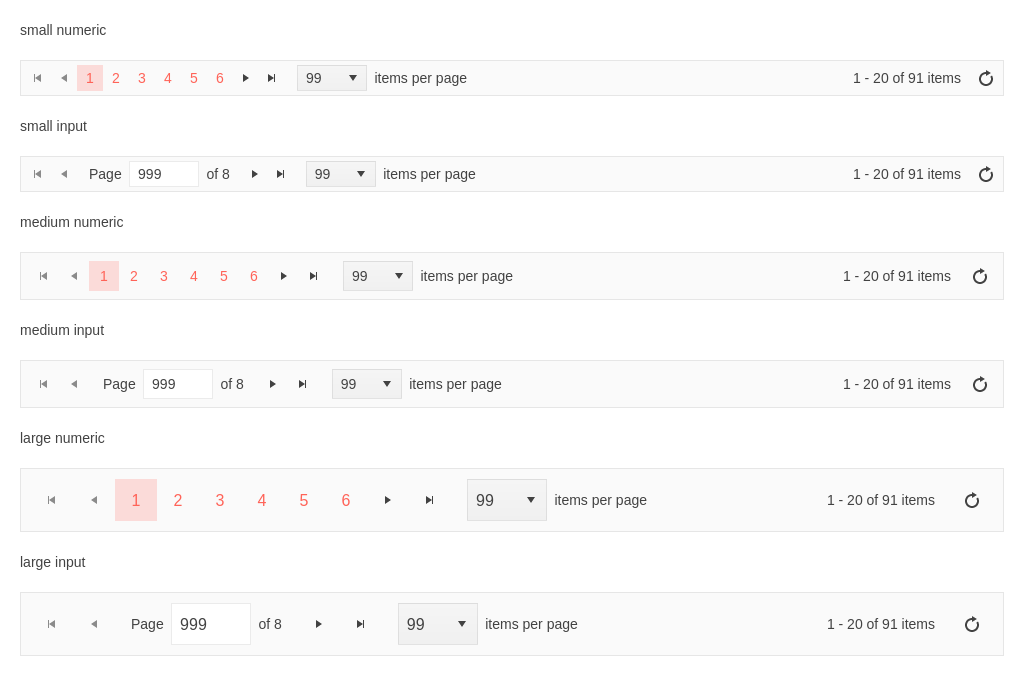 small numeric
1 2 3 4 5 6 99 items per page 1 - 20 of 91 items
small input
Page 999 of 8 99 items per page 1 - 20 of 91 items
medium numeric
1 2 3 4 5 6 99 items per page 1 - 20 of 91 items
medium input
Page 999 of 8 99 items per page 1 - 20 of 91 items
large numeric
1 2 3 4 5 6 99 items per page 1 - 20 of 91 items
large input
Page 999 of 8 99 items per page 1 - 20 of 91 items